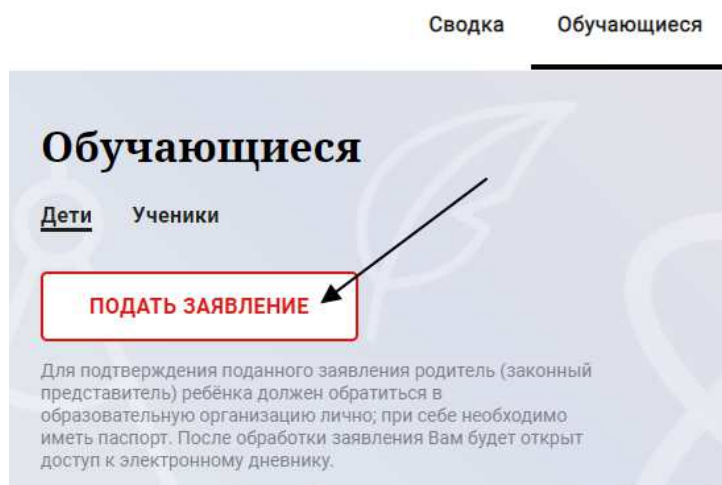 Сводка Обучающиеся
Обучающиеся
Дети Ученики
ПОДАТЬ ЗАЯВЛЕНИЕ
Для подтверждения поданного заявления родитель (законный
представитель) ребёнка должен обратиться в
образовательную организацию лично; при себе необходимо
иметь паспорт. После обработки заявления Вам будет открыт
доступ к электронному дневнику.